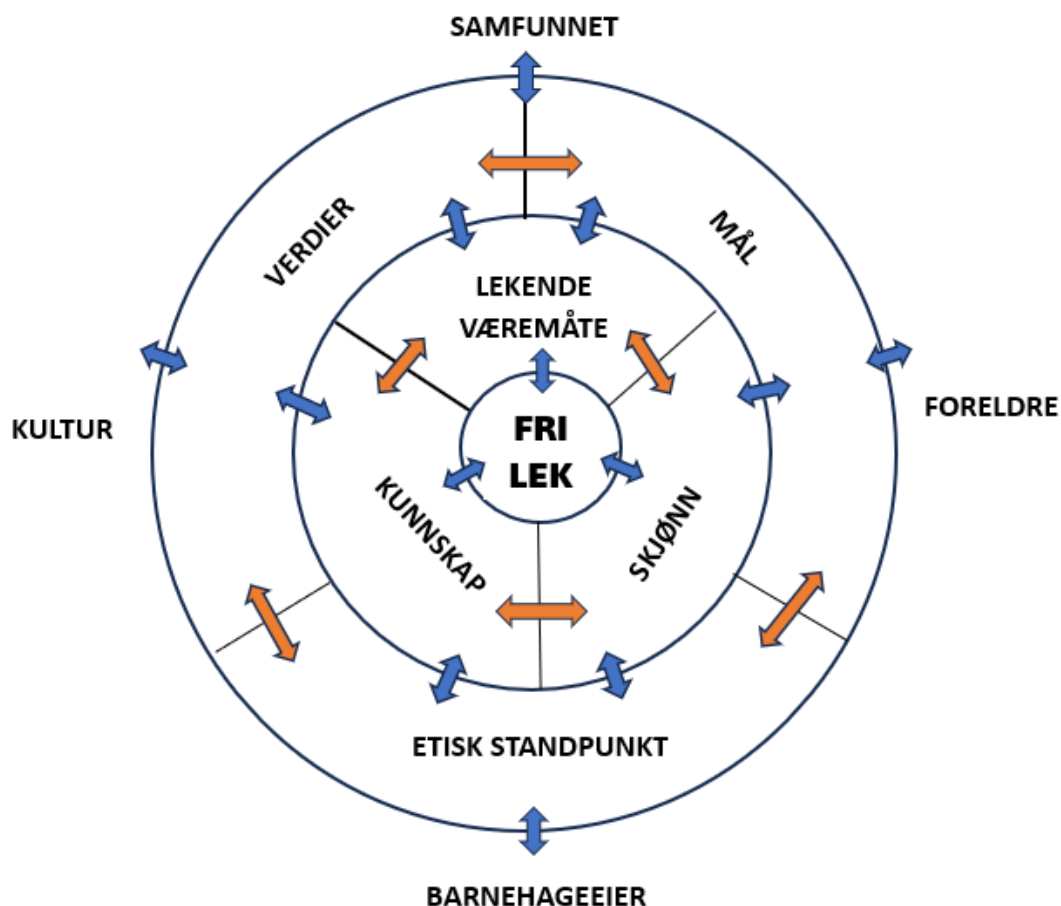 SAMFUNNET
VERDIER
MÅL
LEKENDE
VÆREMÅTE
KULTUR
FORELDRE
FRI
LEK
KUNNSKAP
SKJØNN
ETISK STANDPUNKT
BARNEHAGEEIER